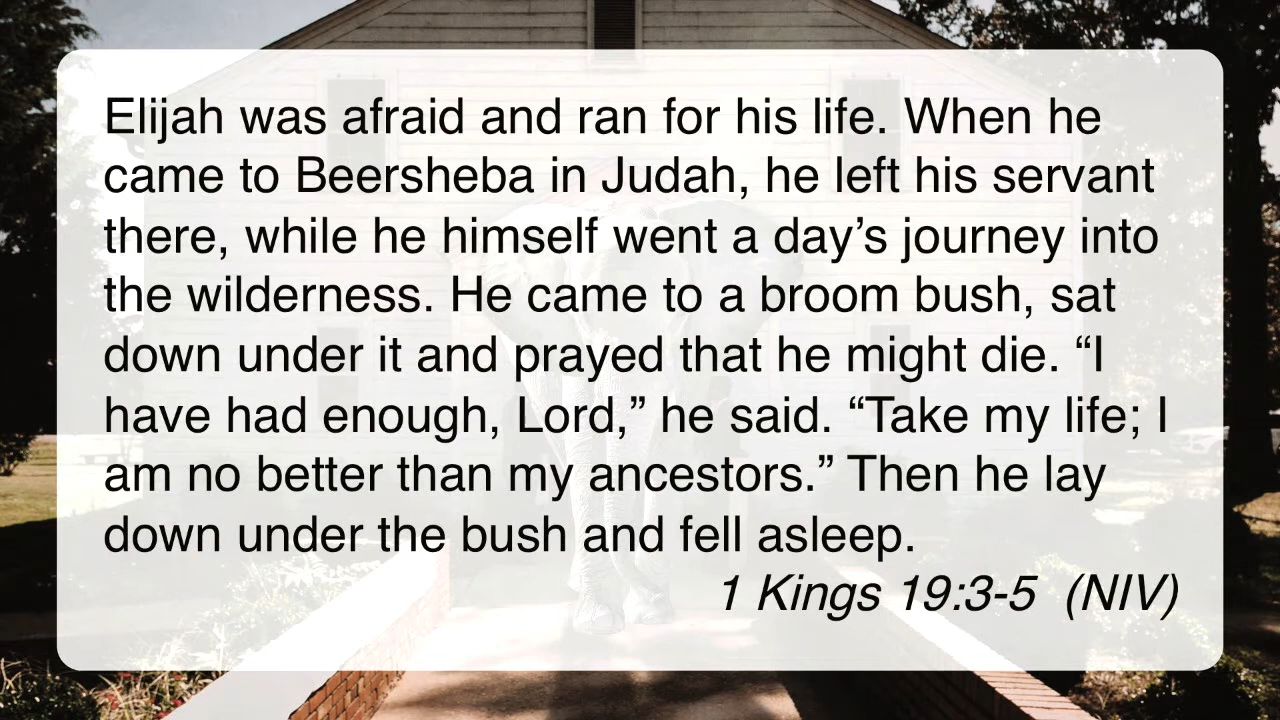 Elijah was afraid and ran for his life. When he
came to Beersheba in Judah, he left his servant
there, while he himself went a day’s journey into
the wilderness. He came to a broom bush, sat
down under it and prayed that he might die. “I
have had enough, Lord,” he said. “Take my life; I
am no better than my ancestors.” Then he lay
down under the bush and fell asleep.
1 Kings 19:3-5  (NIV)